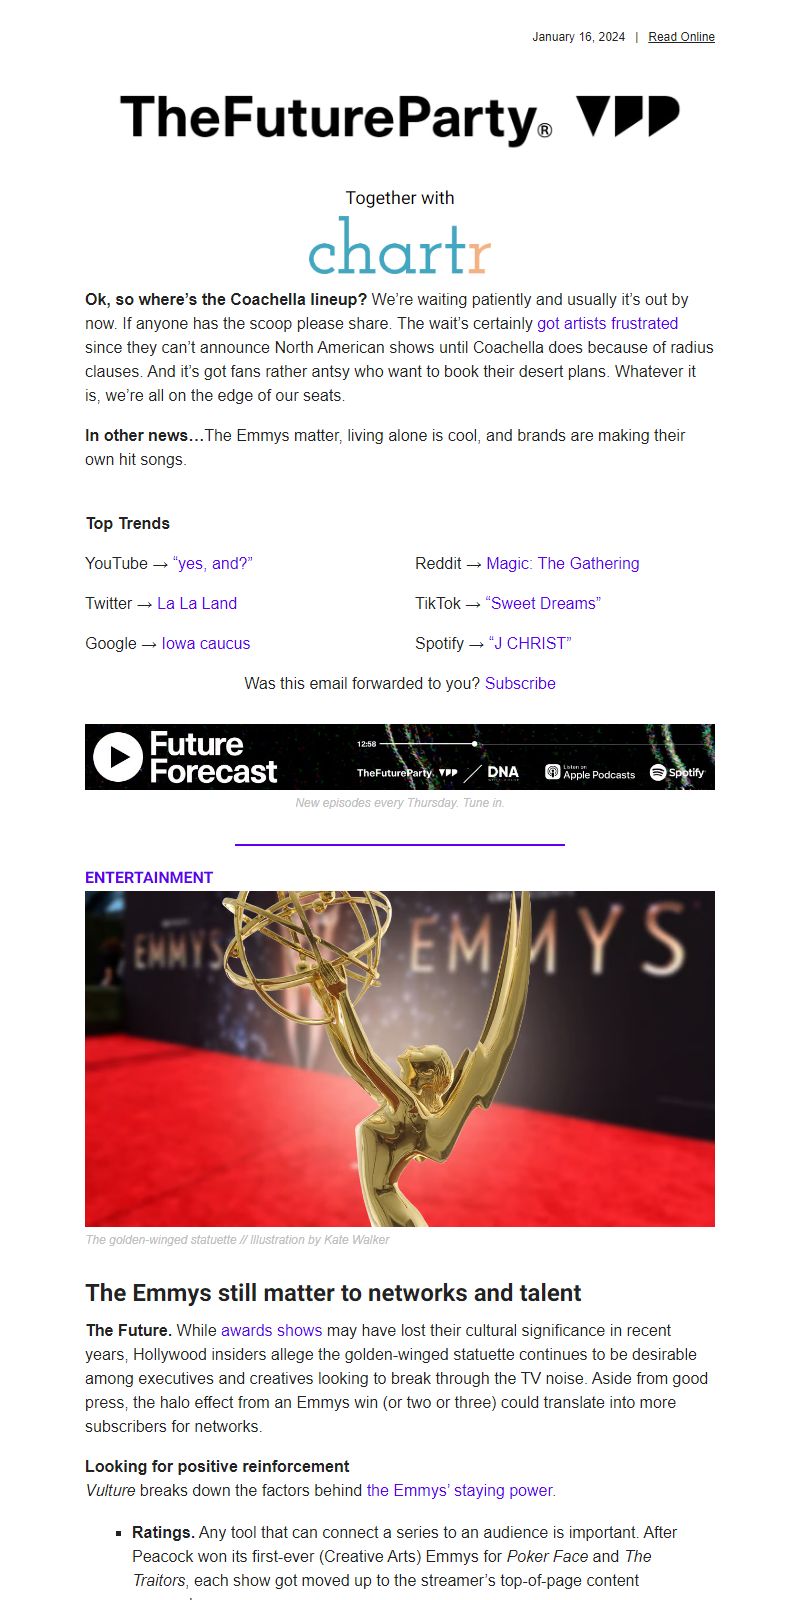 January 16, 2024 | Read Online
TheFutureParty®
Together with
chartr
Ok, so where’s the Coachella lineup? We’re waiting patiently and usually it’s out by
now. If anyone has the scoop please share. The wait’s certainly got artists frustrated
since they can’t announce North American shows until Coachella does because of radius
clauses. And it’s got fans rather antsy who want to book their desert plans. Whatever it
is, we’re all on the edge of our seats.
In other news…The Emmys matter, living alone is cool, and brands are making their
own hit songs.
Top Trends
YouTube → “yes, and?”
Reddit → Magic: The Gathering
Twitter → La La Land
TikTok → “Sweet Dreams”
Google → Iowa caucus
Spotify → “J CHRIST”
Was this email forwarded to you? Subscribe
Future
Forecast
12:58
TheFutureParty. DNA
Listen on
Apple Podcasts
Spotify
New episodes every Thursday. Tune in.
ENTERTAINMENT
EMMYS
EMMYS
The golden-winged statuette // Illustration by Kate Walker
The Emmys still matter to networks and talent
The Future. While awards shows may have lost their cultural significance in recent
years, Hollywood insiders allege the golden-winged statuette continues to be desirable
among executives and creatives looking to break through the TV noise. Aside from good
press, the halo effect from an Emmys win (or two or three) could translate into more
subscribers for networks.
Looking for positive reinforcement
Vulture breaks down the factors behind the Emmys’ staying power.
▪ Ratings. Any tool that can connect a series to an audience is important. After
Peacock won its first-ever (Creative Arts) Emmys for Poker Face and The
Traitors, each show got moved up to the streamer’s top-of-page content